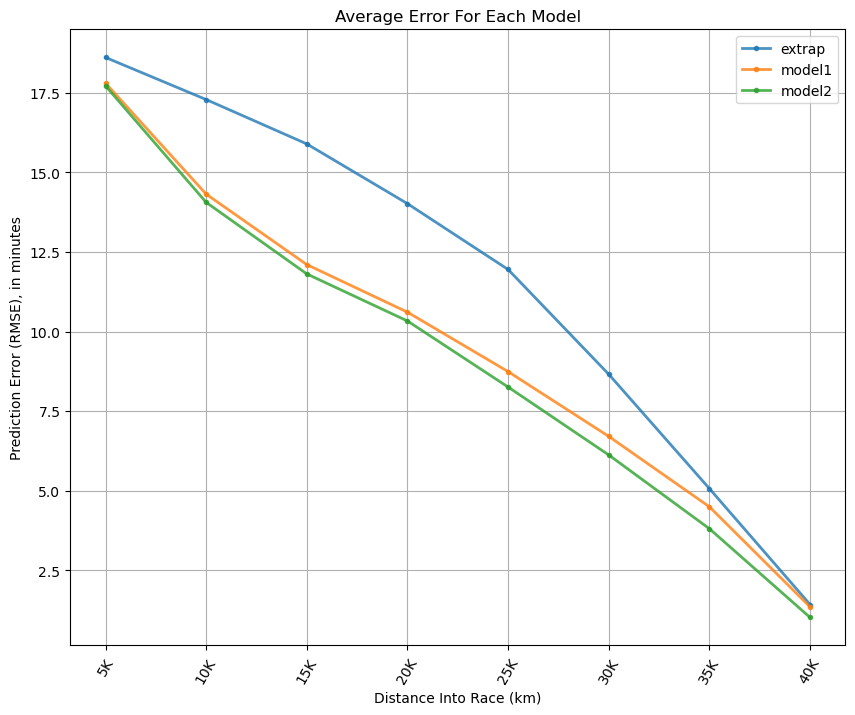 Average Error For Each Model
extrap
model1
model2
Prediction Error (RMSE), in minutes
17.5
15.0
12.5
10.0
7.5
5.0
2.5
5K
10K
15K
20K
25K
30K
35K
40K
Distance Into Race (km)